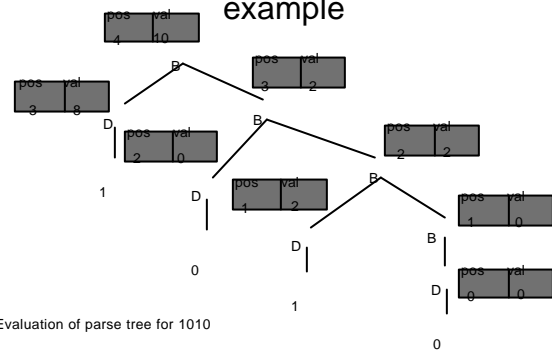 example
pos val
4 10
B
pos val
3 2
pos val
3 8
D
B
pos val
2 0
pos val
2 2
1
B
pos val
1 2
D
pos val
1 0
D
B
0
pos val
0 0
D
1
Evaluation of parse tree for 1010
0